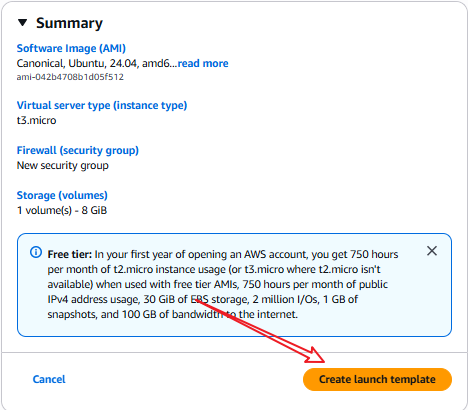 Summary
Software Image (AMI)
Canonical, Ubuntu, 24.04, amd6...read more
ami-042b4708b1d05f512
Virtual server type (instance type)
t3.micro
Firewall (security group)
New security group
Storage (volumes)
1 volume(s) - 8 GiB
Free tier: In your first year of opening an AWS account, you get 750 hours
per month of t2.micro instance usage (or t3.micro where t2.micro isn't
available) when used with free tier AMIs, 750 hours per month of public
IPv4 address usage, 30 GiB of EBS storage, 2 million I/Os, 1 GB of
snapshots, and 100 GB of bandwidth to the internet.
Cancel
Create launch template